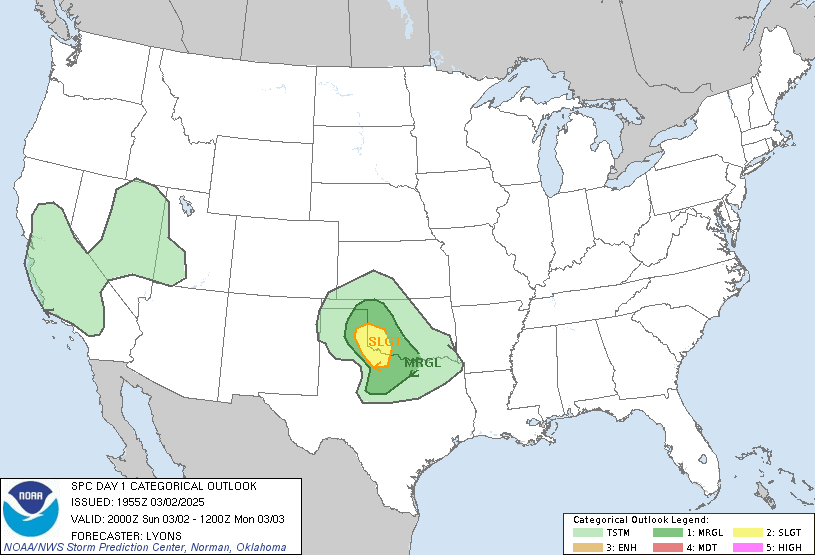 SLGT
MRGL
NOAA
SPC DAY 1 CATEGORICAL OUTLOOK
ISSUED: 1955Z 03/02/2025
VALID: 2000Z Sun 03/02 - 1200Z Mon 03/03
FORECASTER: LYONS
NOAA/NWS Storm Prediction Center, Norman, Oklahoma
Categorical Outlook Legend:
TSTM 1: MRGL 2: SLGT
3: ENH 4: MDT 5: HIGH